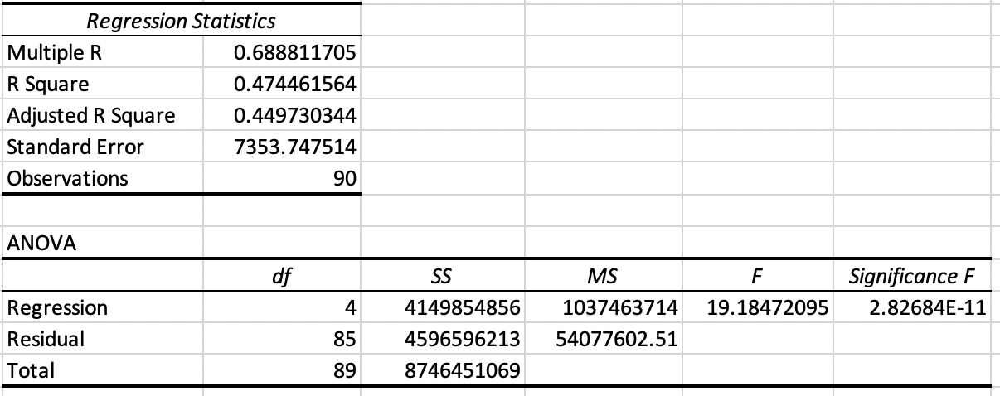 Regression Statistics
Multiple R 0.688811705
R Square 0.474461564
Adjusted R Square 0.449730344
Standard Error 7353.747514
Observations 90
ANOVA
df SS MS F Significance F
Regression 4 4149854856 1037463714 19.18472095 2.82684E-11
Residual 85 4596596213 54077602.51
Total 89 8746451069